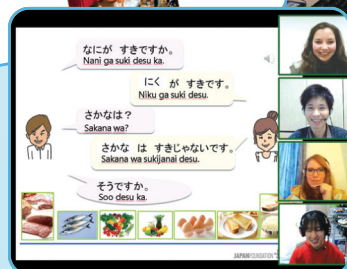 なにが すきですか。
Nani ga suki desu ka.
にく が すきです。
Niku ga suki desu.
さかなは？
Sakana wa?
さかな は すきじゃないです。
Sakana wa sukijanai desu.
そうですか。
Soo desu ka.
JAPANFOUNDATION